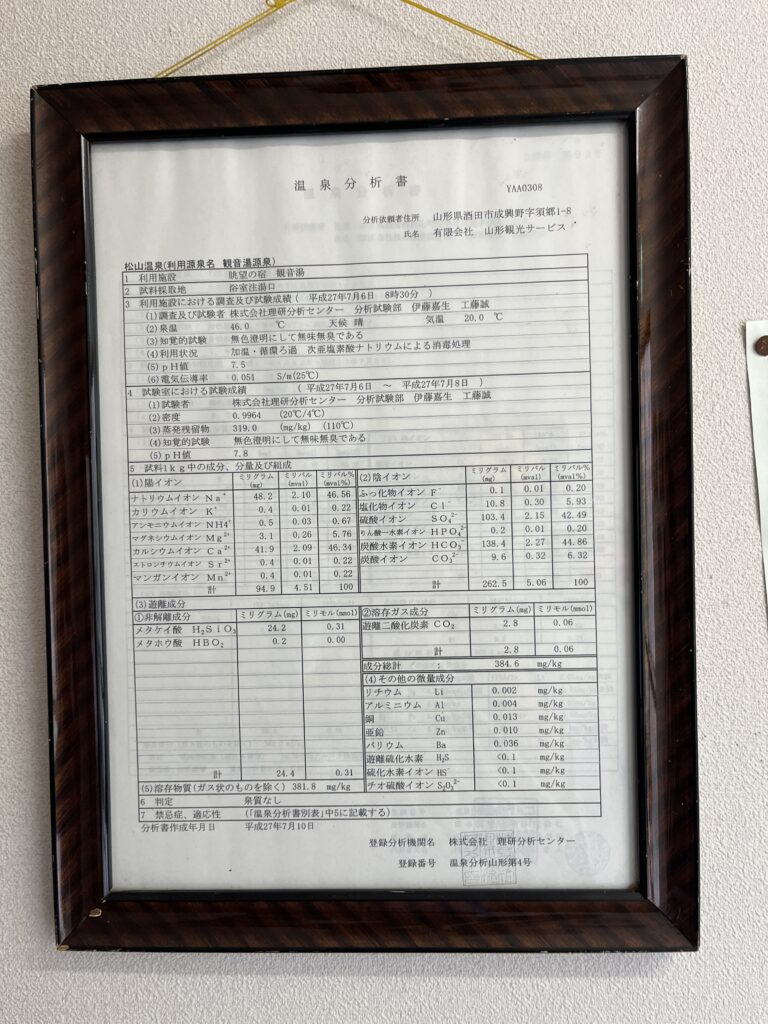 温泉分析書
YAA0308
分析依頼者住所 山形県酒田市成興野字須郷1-8
氏名 有限会社 山形観光サービス
松山温泉(利用源泉名 観音湯源泉)
1 利用施設 眺望の宿 観音湯
2 試料採取地 浴室注湯口
3 利用施設における調査及び試験成績( 平成27年7月6日 8時30分 )
(1)調査及び試験者 株式会社理研分析センター 分析試験部 伊藤嘉生 工藤誠
(2)泉温 46.0 ℃ 天候 晴 気温 20.0 ℃
(3)知覚的試験 無色澄明にして無味無臭である
(4)利用状況 加温・循環ろ過 次亜塩素酸ナトリウムによる消毒処理
(5)pH値 7.5
(6)電気伝導率 0.051 S/m(25℃)
4 試験室における試験成績 ( 平成27年7月6日 ～ 平成27年7月8日 )
(1)試験者 株式会社理研分析センター 分析試験部 伊藤嘉生 工藤誠
(2)密度 0.9964 (20℃/4℃)
(3)蒸発残留物 319.0 (mg/kg) (110℃)
(4)知覚的試験 無色澄明にして無味無臭である
(5)pH値 7.8
5 試料1kg中の成分、分量及び組成
(1)陽イオン ミリグラム(mg) ミリバル(mval) ミリバル%(mval%)
ナトリウムイオン Na⁺ 48.2 2.10 46.56
カリウムイオン K⁺ 0.4 0.01 0.22
アンモニウムイオン NH4⁺ 0.5 0.03 0.67
マグネシウムイオン Mg²⁺ 3.1 0.26 5.76
カルシウムイオン Ca²⁺ 41.9 2.09 46.34
ストロンチウムイオン Sr²⁺ 0.4 0.01 0.22
マンガンイオン Mn²⁺ 0.4 0.01 0.22
計 94.9 4.51 100
(2)陰イオン ミリグラム(mg) ミリバル(mval) ミリバル%(mval%)
ふっ化物イオン F⁻ 0.1 0.01 0.20
塩化物イオン Cl⁻ 10.8 0.30 5.93
硫酸イオン SO₄²⁻ 103.4 2.15 42.49
りん酸一水素イオン HPO₄²⁻ 0.2 0.01 0.20
炭酸水素イオン HCO₃⁻ 138.4 2.27 44.86
炭酸イオン CO₃²⁻ 9.6 0.32 6.32
計 262.5 5.06 100
(3)遊離成分
①非解離成分 ミリグラム(mg) ミリモル(mmol)
メタケイ酸 H₂SiO₃ 24.2 0.31
メタホウ酸 HBO₂ 0.2 0.00
計 24.4 0.31
②溶存ガス成分 ミリグラム(mg) ミリモル(mmol)
遊離二酸化炭素 CO₂ 2.8 0.06
計 2.8 0.06
成分総計 : 384.6 mg/kg
(4)その他の微量成分
リチウム Li 0.002 mg/kg
アルミニウム Al 0.004 mg/kg
銅 Cu 0.013 mg/kg
亜鉛 Zn 0.010 mg/kg
バリウム Ba 0.036 mg/kg
遊離硫化水素 H₂S <0.1 mg/kg
硫化水素イオン HS⁻ <0.1 mg/kg
チオ硫酸イオン S₂O₃²⁻ <0.1 mg/kg
(5)溶存物質(ガス状のものを除く) 381.8 mg/kg
6 判定 泉質なし
7 禁忌症、適応性 (「温泉分析書別表」中5に記載する)
分析書作成年月日 平成27年7月10日
登録分析機関名 株式会社 理研分析センター
登録番号 温泉分析山形第4号